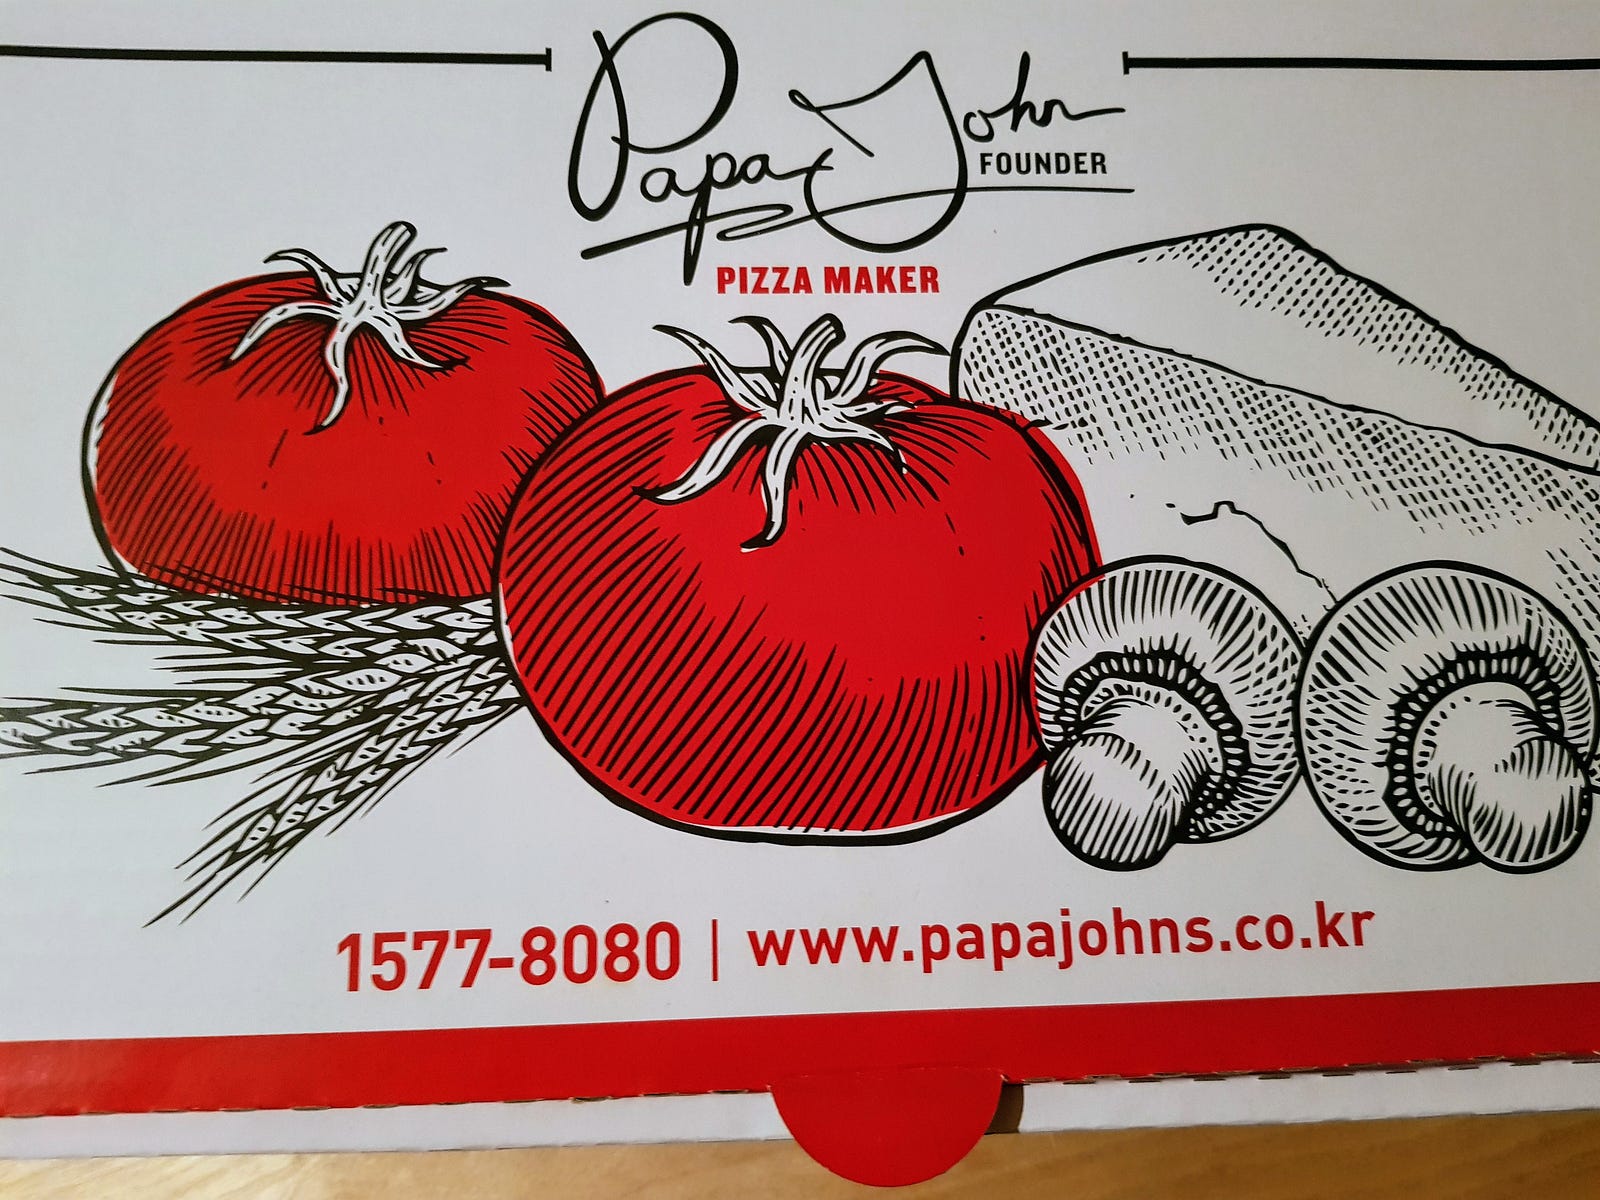 Papa John
FOUNDER
PIZZA MAKER
1577-8080 | www.papajohns.co.kr